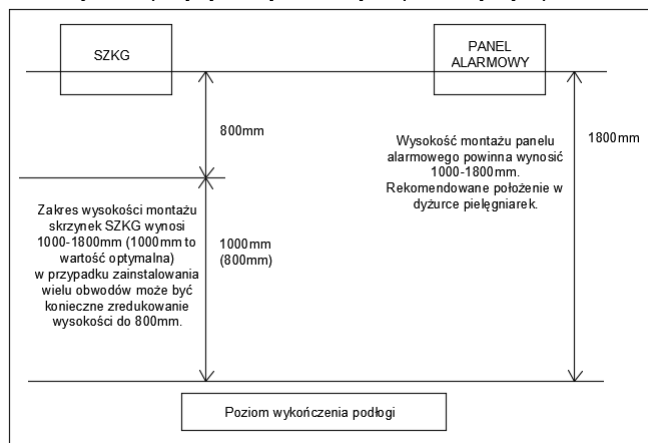 SZKG
PANEL
ALARMOWY
800mm
1800mm
Wysokość montażu panelu
alarmowego powinna wynosić
1000-1800mm.
Rekomendowane położenie w
dyżurce pielęgniarek.
Zakres wysokości montażu
skrzynek SZKG wynosi
1000-1800mm (1000mm to
wartość optymalna)
w przypadku zainstalowania
wielu obwodów może być
konieczne zredukowanie
wysokości do 800mm.
1000mm
(800mm)
Poziom wykończenia podłogi